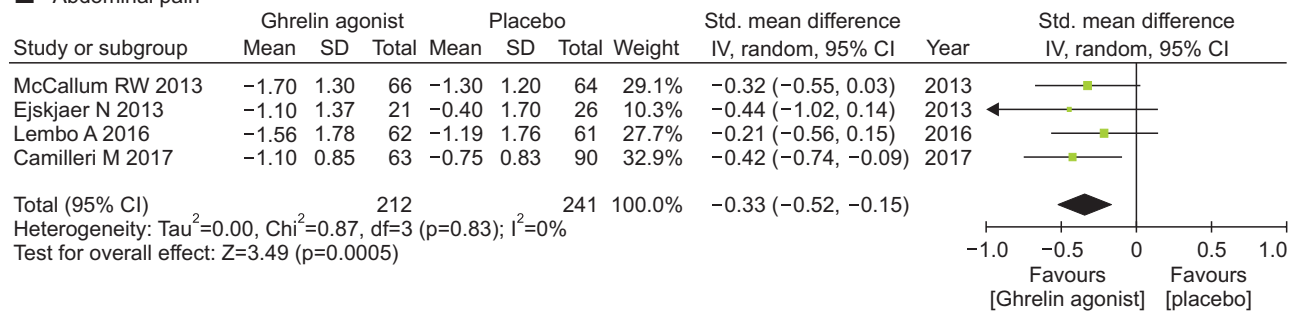 Abdominal pain
Ghrelin agonist Placebo Std. mean difference Std. mean difference
Study or subgroup Mean SD Total Mean SD Total Weight IV, random, 95% CI Year IV, random, 95% CI
McCallum RW 2013 −1.70 1.30 66 −1.30 1.20 64 29.1% −0.32 (−0.55, 0.03) 2013
Ejskjaer N 2013 −1.10 1.37 21 −0.40 1.70 26 10.3% −0.44 (−1.02, 0.14) 2013
Lembo A 2016 −1.56 1.78 62 −1.19 1.76 61 27.7% −0.21 (−0.56, 0.15) 2016
Camilleri M 2017 −1.10 0.85 63 −0.75 0.83 90 32.9% −0.42 (−0.74, −0.09) 2017
Total (95% CI) 212 241 100.0% −0.33 (−0.52, −0.15)
Heterogeneity: Tau²=0.00, Chi²=0.87, df=3 (p=0.83); I²=0%
Test for overall effect: Z=3.49 (p=0.0005)
−1.0 −0.5 0 0.5 1.0
Favours Favours
[Ghrelin agonist] [placebo]